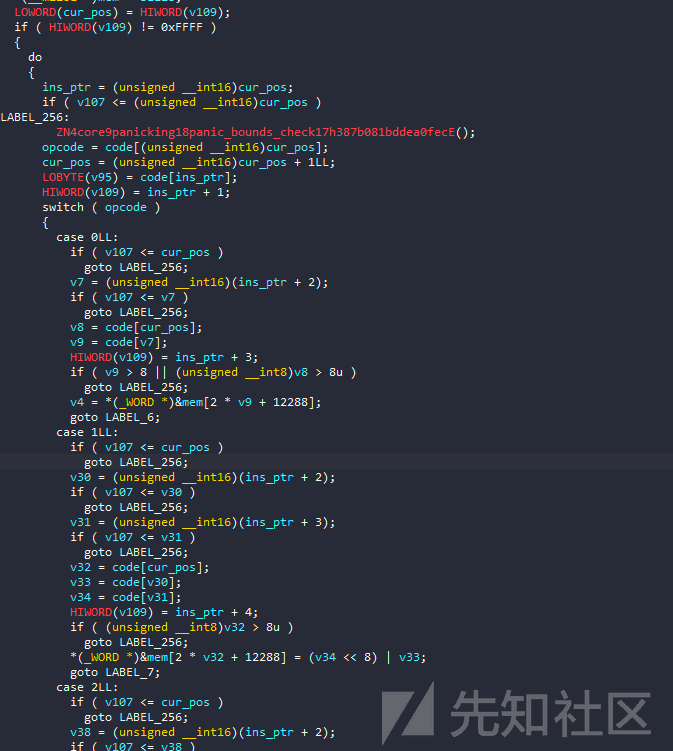 LOWORD(cur_pos) = HIWORD(v109);
if ( HIWORD(v109) != 0xFFFF )
{
do
{
ins_ptr = (unsigned __int16)cur_pos;
if ( v107 <= (unsigned __int16)cur_pos )
LABEL_256:
ZN4core9panicking18panic_bounds_check17h387b081bddea0fecE();
opcode = code[(unsigned __int16)cur_pos];
cur_pos = (unsigned __int16)cur_pos + 1LL;
LOBYTE(v95) = code[ins_ptr];
HIWORD(v109) = ins_ptr + 1;
switch ( opcode )
{
case 0LL:
if ( v107 <= cur_pos )
goto LABEL_256;
v7 = (unsigned __int16)(ins_ptr + 2);
if ( v107 <= v7 )
goto LABEL_256;
v8 = code[cur_pos];
v9 = code[v7];
HIWORD(v109) = ins_ptr + 3;
if ( v9 > 8 || (unsigned __int8)v8 > 8u )
goto LABEL_256;
v4 = *(_WORD *)&mem[2 * v9 + 12288];
goto LABEL_6;
case 1LL:
if ( v107 <= cur_pos )
goto LABEL_256;
v30 = (unsigned __int16)(ins_ptr + 2);
if ( v107 <= v30 )
goto LABEL_256;
v31 = (unsigned __int16)(ins_ptr + 3);
if ( v107 <= v31 )
goto LABEL_256;
v32 = code[cur_pos];
v33 = code[v30];
v34 = code[v31];
HIWORD(v109) = ins_ptr + 4;
if ( (unsigned __int8)v32 > 8u )
goto LABEL_256;
*(_WORD *)&mem[2 * v32 + 12288] = (v34 << 8) | v33;
goto LABEL_7;
case 2LL:
if ( v107 <= cur_pos )
goto LABEL_256;
v38 = (unsigned __int16)(ins_ptr + 2);
if ( v107 <= v38 )
先知社区